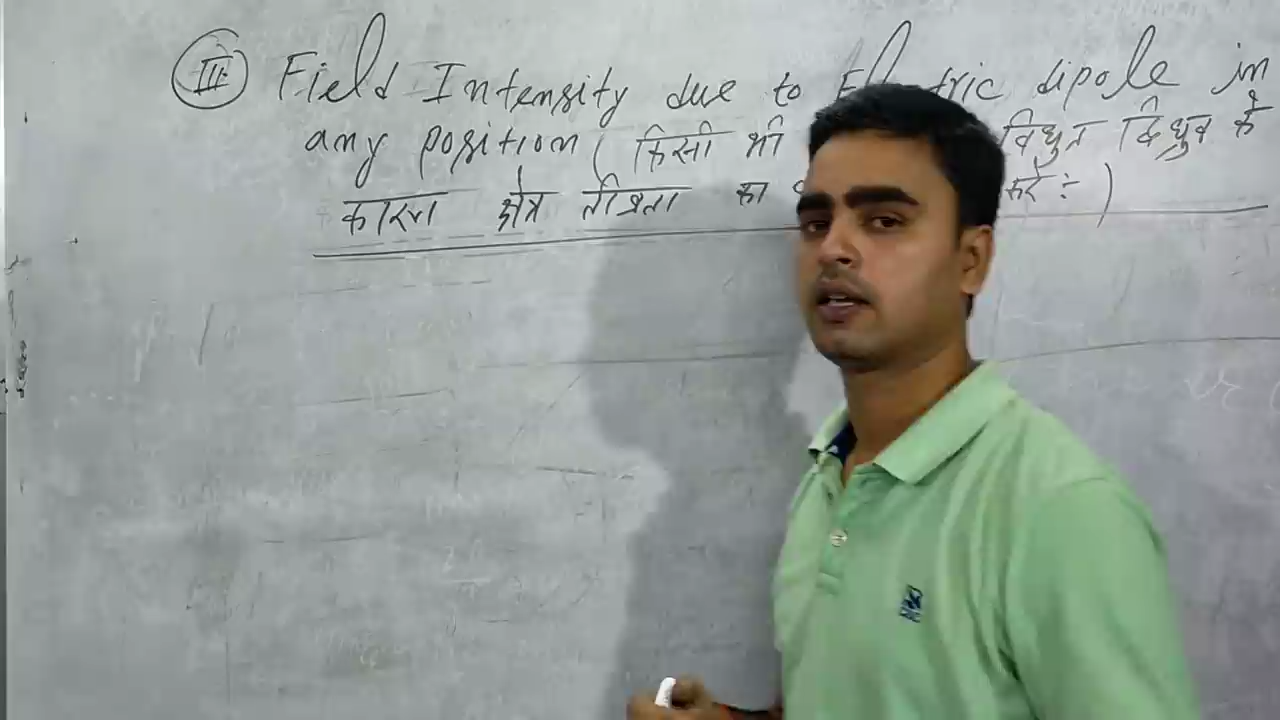 III Field Intensity due to Electric dipole in
any position ( किसी भी विधुत द्विध्रुव के
कारण क्षेत्र तीव्रता का करें :- )